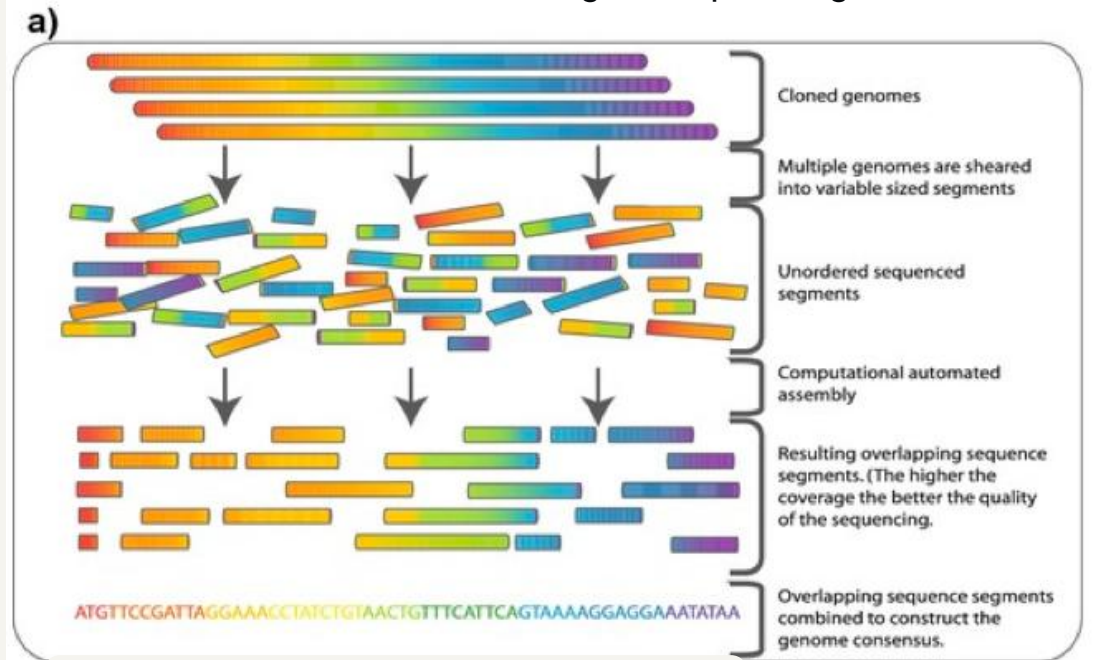 a)
Cloned genomes
Multiple genomes are sheared
into variable sized segments
Unordered sequenced
segments
Computational automated
assembly
Resulting overlapping sequence
segments. (The higher the
coverage the better the quality
of the sequencing.
ATGTTCCGATTAGGAAACCTATCTGTAACTGTTTCATTCAGTAAAAGGAGGAAATATAA
Overlapping sequence segments
combined to construct the
genome consensus.